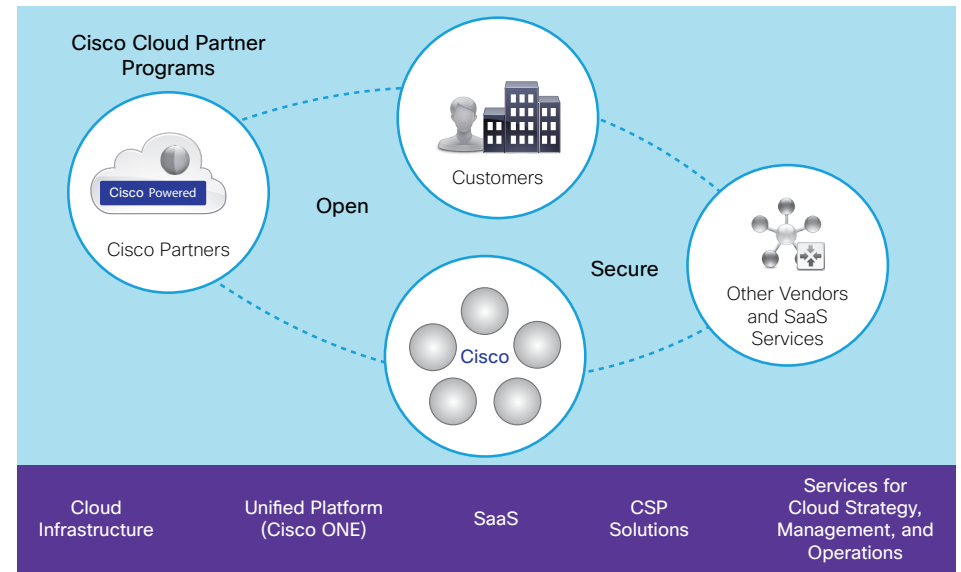 Cisco Cloud Partner
Programs
Cisco Powered
Cisco Partners
Customers
Open
Secure
Other Vendors
and SaaS
Services
Cisco
Cloud
Infrastructure
Unified Platform
(Cisco ONE)
SaaS
CSP
Solutions
Services for
Cloud Strategy,
Management, and
Operations